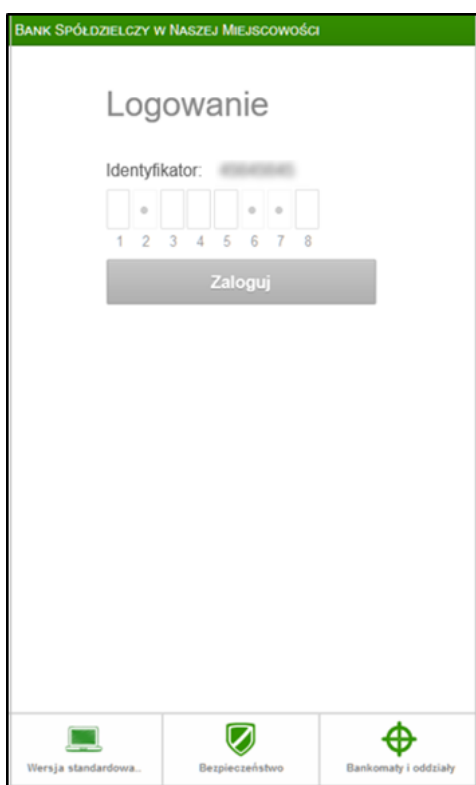 BANK SPÓŁDZIELCZY W NASZEJ MIEJSCOWOŚCI
Logowanie
Identyfikator:
1 2 3 4 5 6 7 8
Zaloguj
Wersja standardowa.. Bezpieczeństwo Bankomaty i oddziały